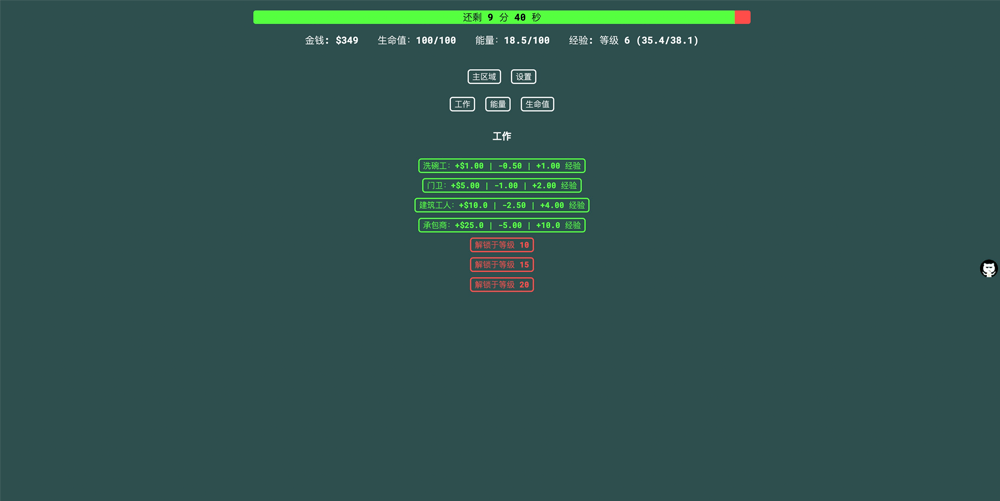 还剩 9 分 40 秒
金钱: $349 生命值: 100/100 能量: 18.5/100 经验: 等级 6 (35.4/38.1)
主区域 设置
工作 能量 生命值
工作
洗碗工: +$1.00 | -0.50 | +1.00 经验
门卫: +$5.00 | -1.00 | +2.00 经验
建筑工人: +$10.0 | -2.50 | +4.00 经验
承包商: +$25.0 | -5.00 | +10.0 经验
解锁于等级 10
解锁于等级 15
解锁于等级 20